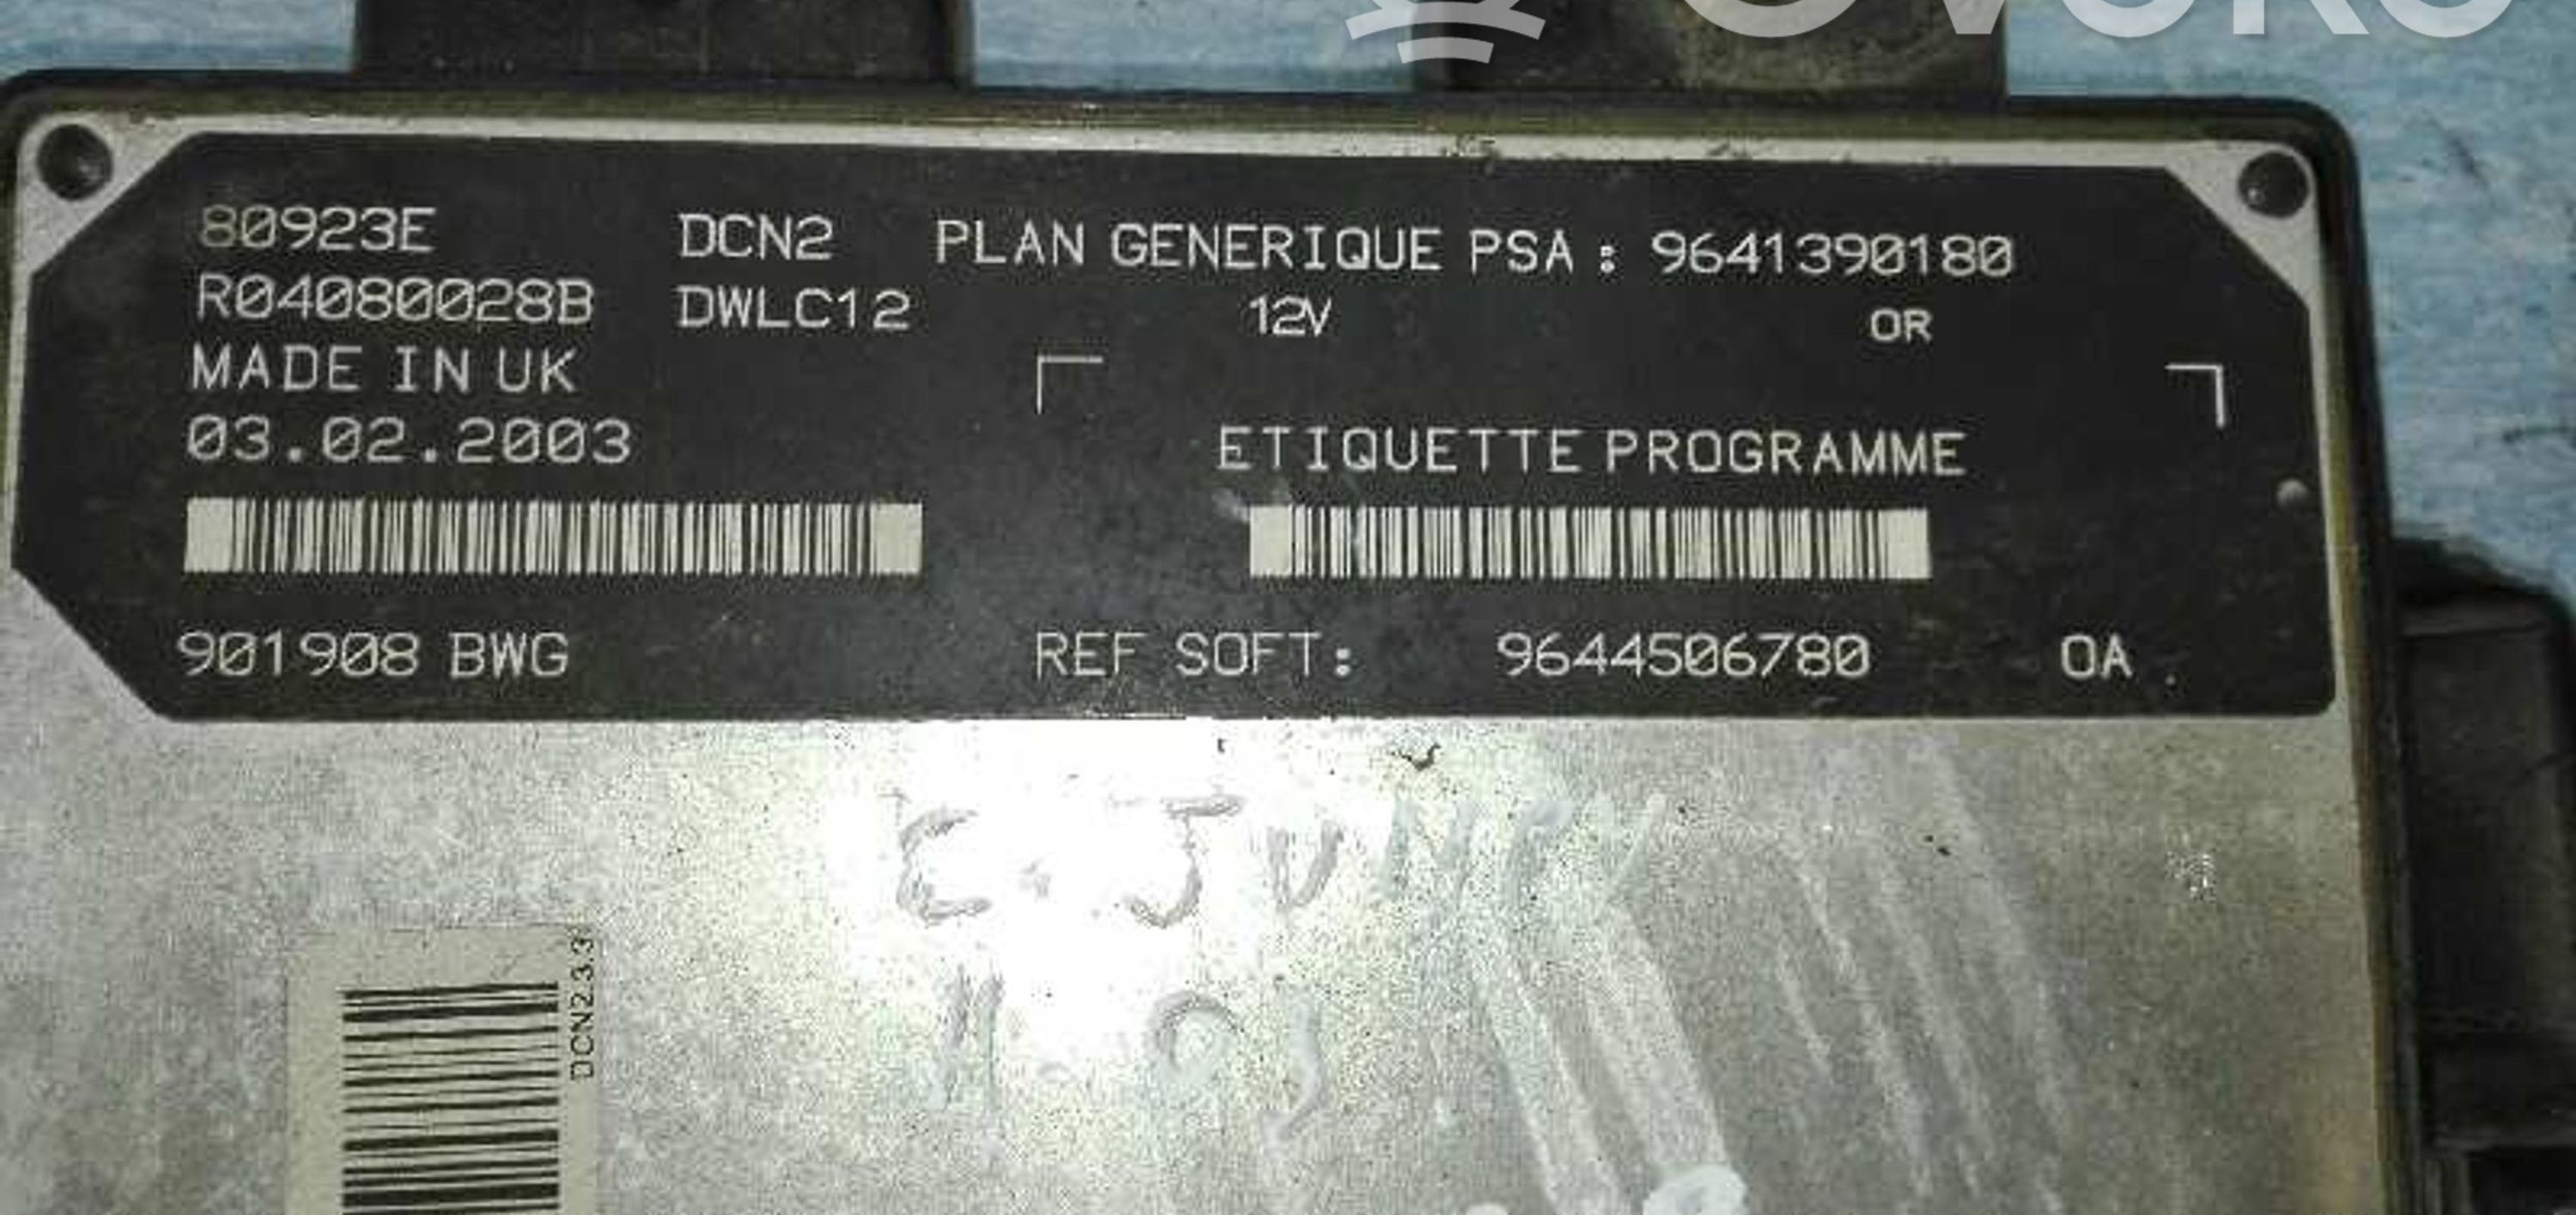 80923E DCN2 PLAN GENERIQUE PSA : 9641390180
R04080028B DWLC12 12V OR
MADE IN UK
03.02.2003 ETIQUETTE PROGRAMME
901908 BWG REF SOFT: 9644506780 OA
DCN2.3.3